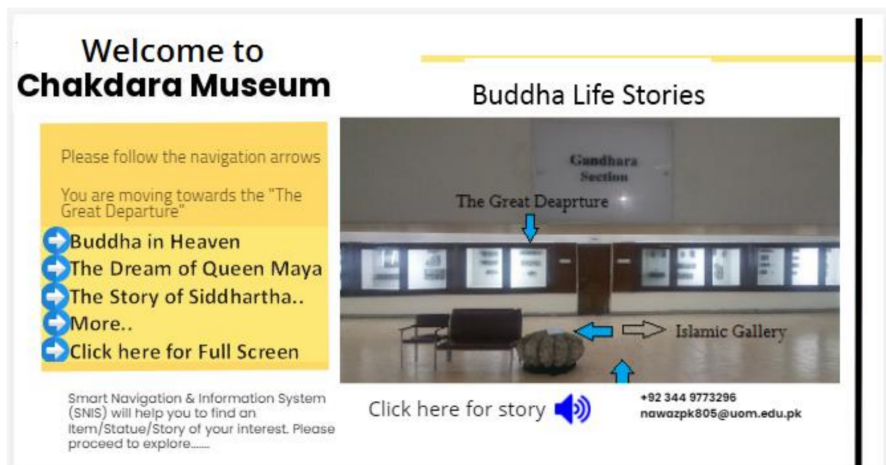 Welcome to
Chakdara Museum
Please follow the navigation arrows
You are moving towards the "The
Great Departure"
Buddha in Heaven
The Dream of Queen Maya
The Story of Siddhartha..
More..
Click here for Full Screen
Smart Navigation & Information System
(SNIS) will help you to find an
Item/Statue/Story of your interest. Please
proceed to explore.......
Buddha Life Stories
Gandhara
Section
The Great Deaprture
Islamic Gallery
Click here for story
+92 344 9773296
nawazpk805@uom.edu.pk